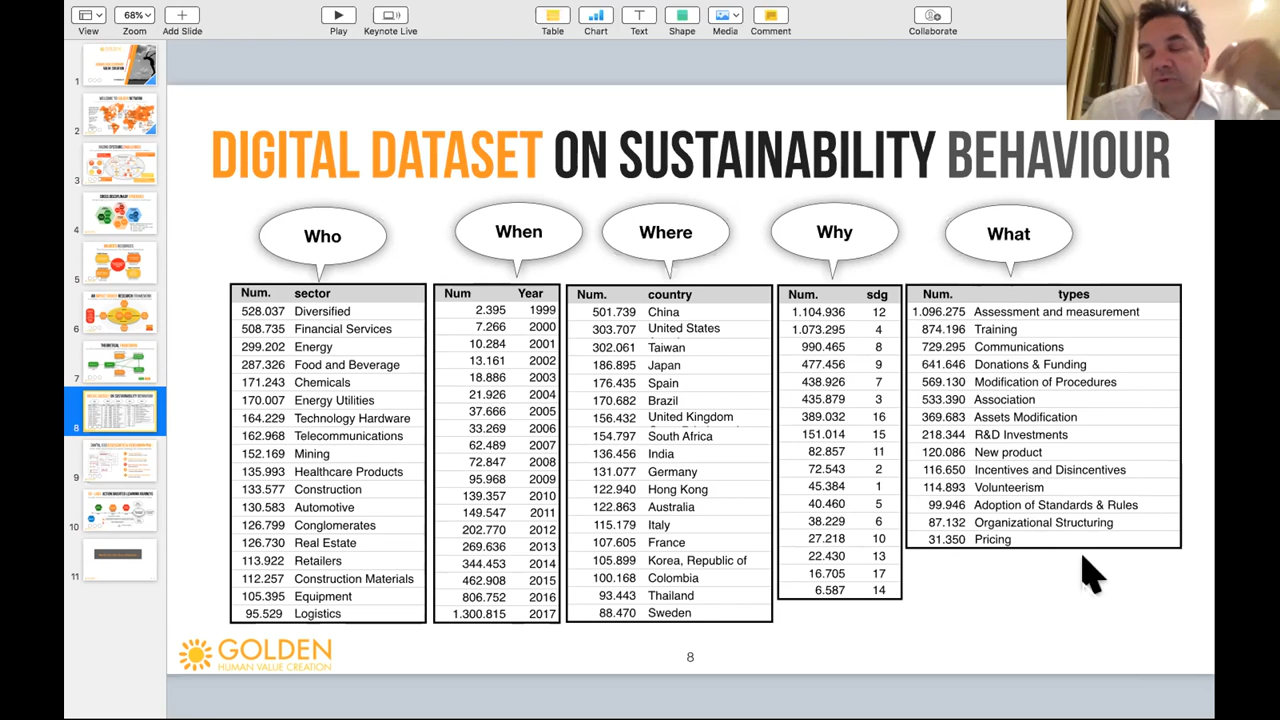 View
68%
Zoom
Add Slide
Play
Keynote Live
Table
Chart
Text
Shape
Media
Comment
Collaborate
1
2
3
4
5
6
7
8
9
10
11
DIGITAL DATASET ON SUSTAINABILITY BEHAVIOUR
Who
When
Where
Why
What
Num. sector
528.037 Diversified
508.735 Financial Services
299.202 Energy
287.326 Food and Beverage
171.243 Chemicals
170.007 Energy Utilities
164.229 Technology Hardware
162.968 Telecommunications
152.169 Mining
135.993 Healthcare Products
133.577 Construction
130.583 Automotive
126.799 Conglomerates
126.730 Real Estate
113.922 Retailers
112.257 Construction Materials
105.395 Equipment
95.529 Logistics
Num Year
2.395 1999
7.266 2000
10.284 2001
13.161
18.886 2003
21.926 2004
37.666 2005
33.269 2006
62.489
72.847
95.968 2009
139.357 2010
149.547 2011
202.770 2012
269.636 2013
344.453 2014
462.908 2015
806.752 2016
1.300.815 2017
Num. country
501.739 China
303.707 United States
302.061 Taiwan
186.895 Japan
176.435 Spain
170.682 Brazil
156.432 United Kingdom
154.797 South Africa
136.456 India
131.077 Germany
122.940 Hong Kong
122.863 Australia
115.179 Italy
107.605 France
105.899 Korea, Republic of
100.168 Colombia
93.443 Thailand
88.470 Sweden
Num. sdg
1.104.936 12
1.073.295 4
8
477.456 9
438.926 7
3
16
151.014 15
82.857 11
72.543 2
45.384 1
40.466 5
38.229 6
27.218 10
22.430 13
16.705 17
6.587 14
Num. types
1.096.275 Assessment and measurement
874.196 Training
729.295 Communications
641.646 Donations & Funding
569.130 Modification of Procedures
533.390 Association
369.683 Assets Modification
218.344 R&D Investments
120.086 New product
116.650 Incentives and Disincentives
114.893 Volunteerism
99.946 Adoption of Standards & Rules
87.132 Organizational Structuring
31.350 Pricing
GOLDEN
HUMAN VALUE CREATION
8